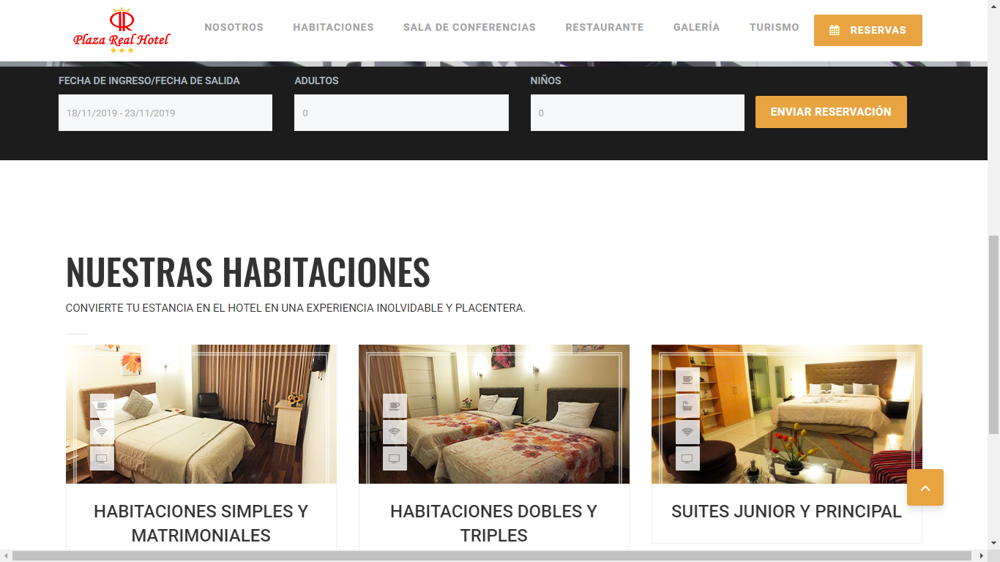 Plaza Real Hotel
NOSOTROS
HABITACIONES
SALA DE CONFERENCIAS
RESTAURANTE
GALERÍA
TURISMO
RESERVAS
FECHA DE INGRESO/FECHA DE SALIDA
ADULTOS
NIÑOS
18/11/2019 - 23/11/2019
0
0
ENVIAR RESERVACIÓN
NUESTRAS HABITACIONES
CONVIERTE TU ESTANCIA EN EL HOTEL EN UNA EXPERIENCIA INOLVIDABLE Y PLACENTERA.
HABITACIONES SIMPLES Y
MATRIMONIALES
HABITACIONES DOBLES Y
TRIPLES
SUITES JUNIOR Y PRINCIPAL